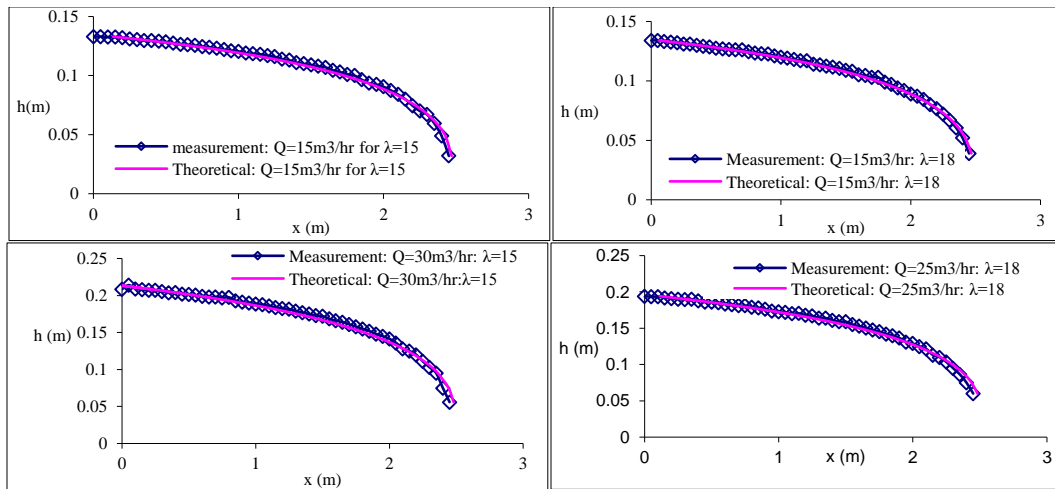 0.15
0.1
h(m)
0.05
0
measurement: Q=15m3/hr for λ=15
Theoretical: Q=15m3/hr for λ=15
0 1 2 3
x (m)
0.15
0.1
h (m)
0.05
0
Measurement: Q=15m3/hr: λ=18
Theoretical: Q=15m3/hr: λ=18
0 1 2 3
x (m)
0.25
0.2
0.15
h (m)
0.1
0.05
0
Measurement: Q=30m3/hr: λ=15
Theoretical: Q=30m3/hr:λ=15
0 1 2 3
x (m)
0.25
0.2
0.15
h (m)
0.1
0.05
0
Measurement: Q=25m3/hr: λ=18
Theoretical: Q=25m3/hr: λ=18
0 1 2 3
x (m)